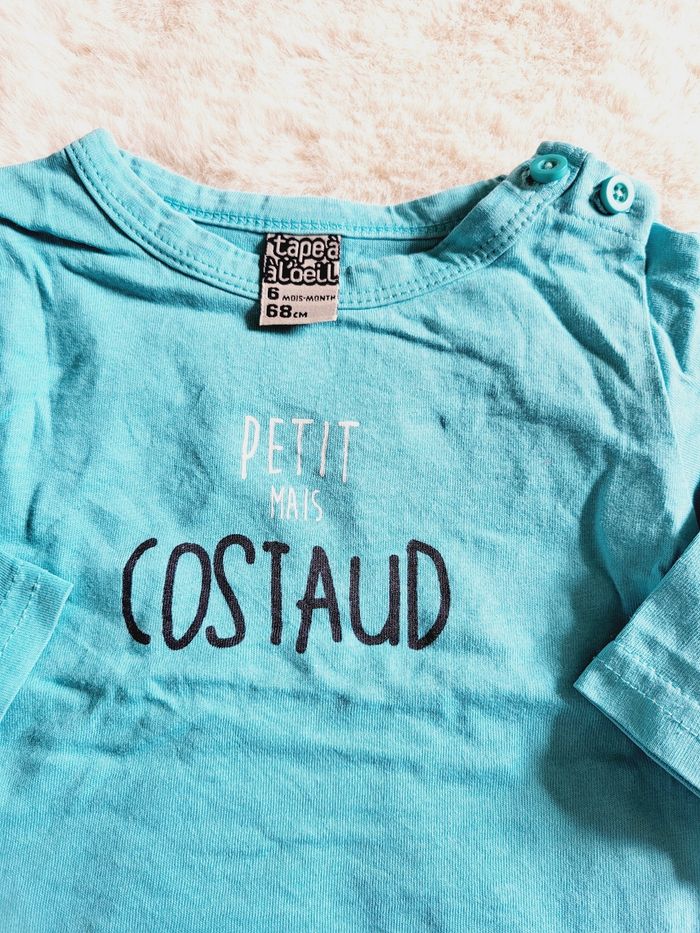 tape à
à l'oeil
6 MOIS-MONTH
68 CM
PETIT
MAIS
COSTAUD